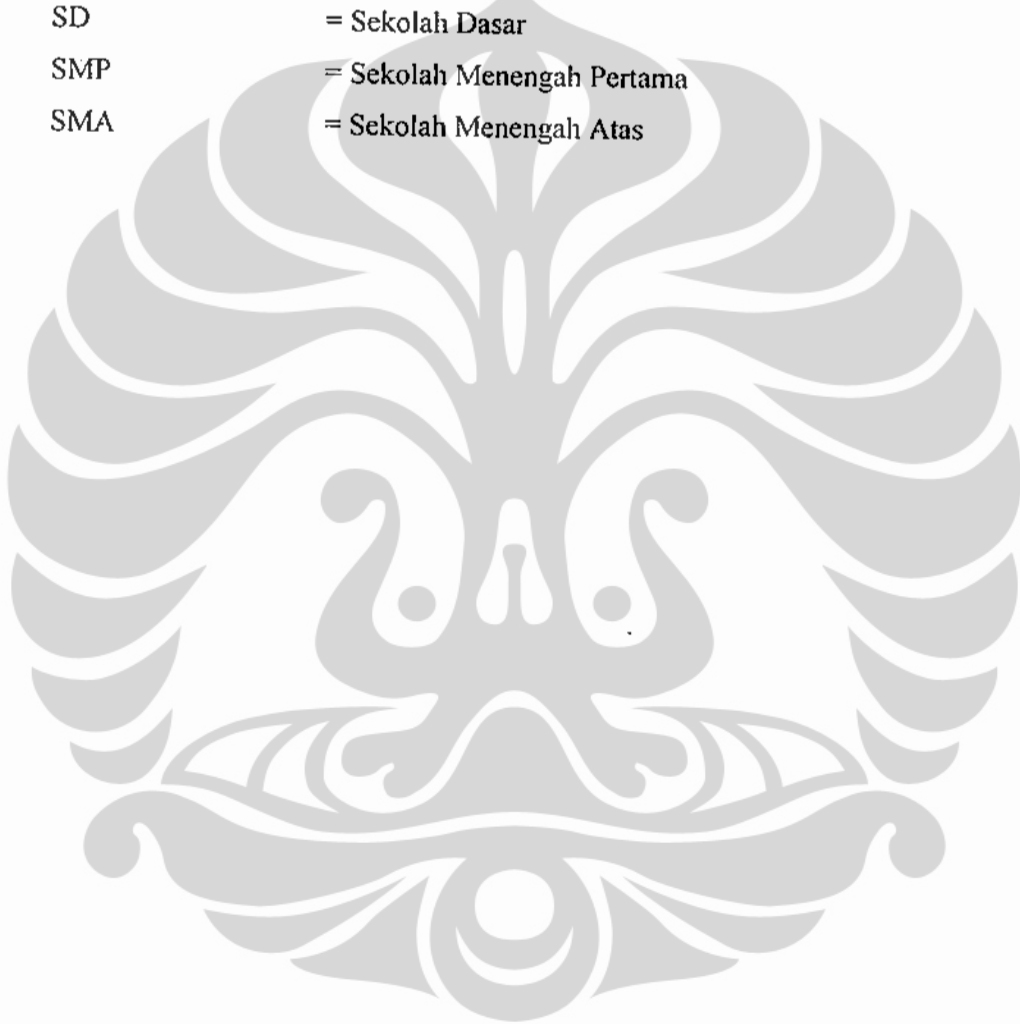 SD = Sekolah Dasar
SMP = Sekolah Menengah Pertama
SMA = Sekolah Menengah Atas